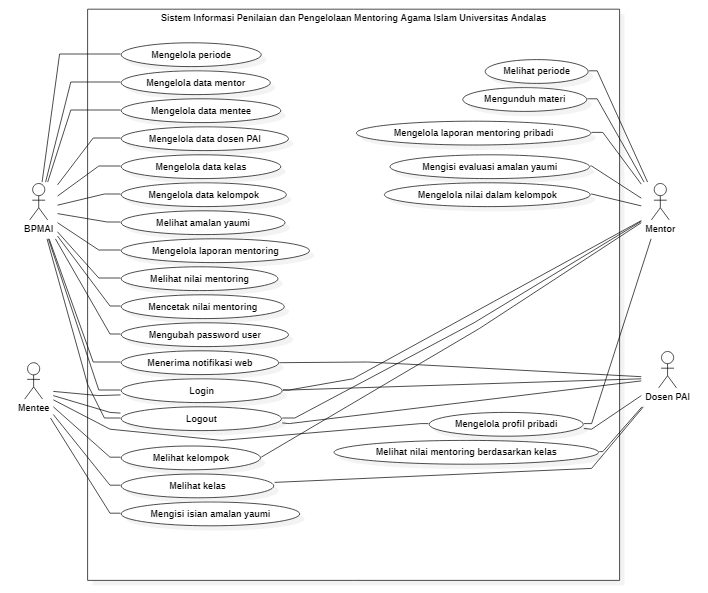 Sistem Informasi Penilaian dan Pengelolaan Mentoring Agama Islam Universitas Andalas
Mengelola periode
Mengelola data mentor
Mengelola data mentee
Mengelola data dosen PAI
Mengelola data kelas
Mengelola data kelompok
Melihat amalan yaumi
Mengelola laporan mentoring
Melihat nilai mentoring
Mencetak nilai mentoring
Mengubah password user
Menerima notifikasi web
Login
Logout
Melihat kelompok
Melihat kelas
Mengisi isian amalan yaumi
Melihat periode
Mengunduh materi
Mengelola laporan mentoring pribadi
Mengisi evaluasi amalan yaumi
Mengelola nilai dalam kelompok
Mengelola profil pribadi
Melihat nilai mentoring berdasarkan kelas
BPMAI
Mentee
Mentor
Dosen PAI